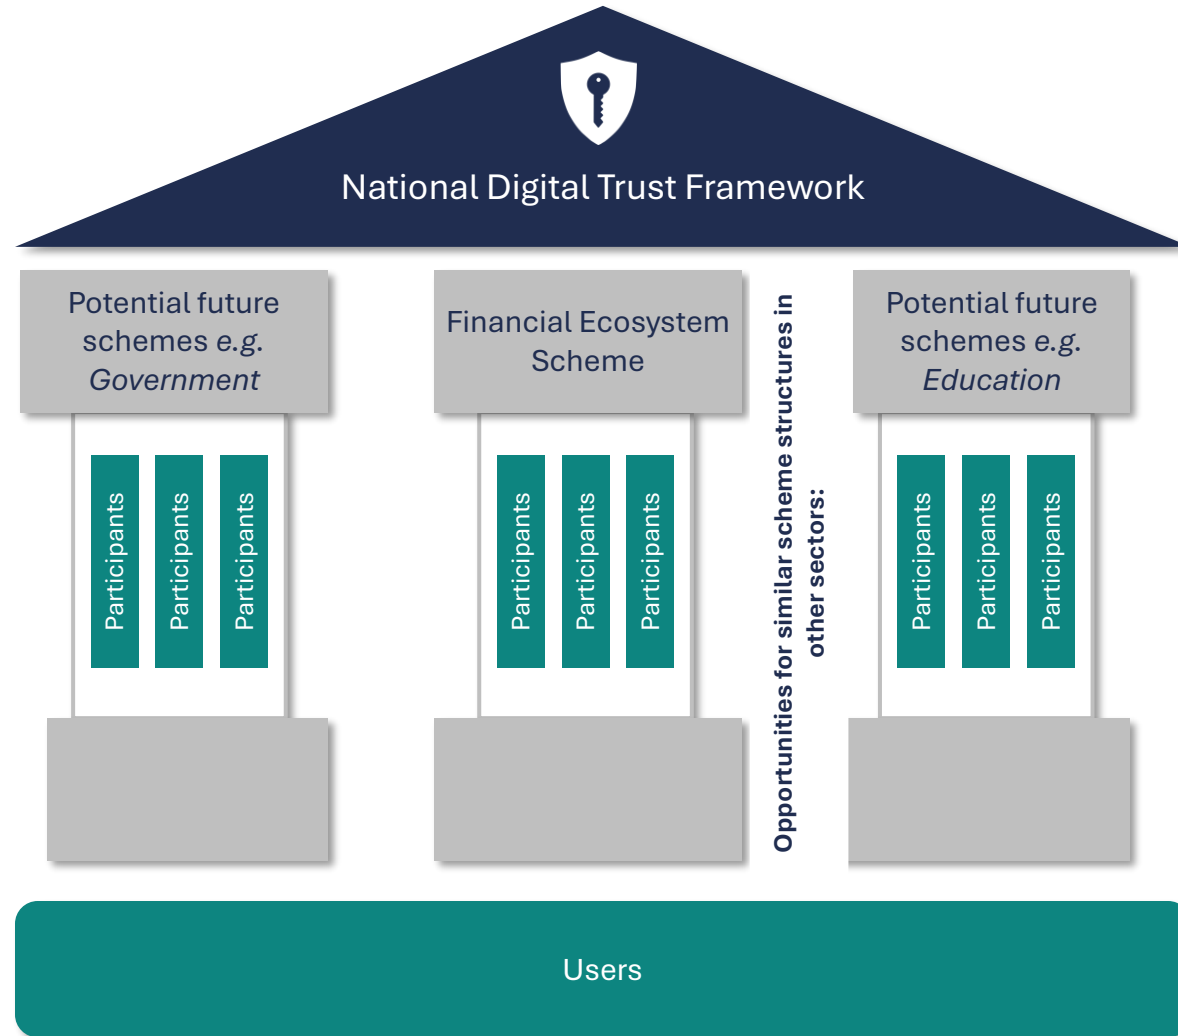 National Digital Trust Framework
Potential future
schemes e.g.
Government
Financial Ecosystem
Scheme
Opportunities for similar scheme structures in
other sectors:
Potential future
schemes e.g.
Education
Participants
Participants
Participants
Participants
Participants
Participants
Participants
Participants
Participants
Users